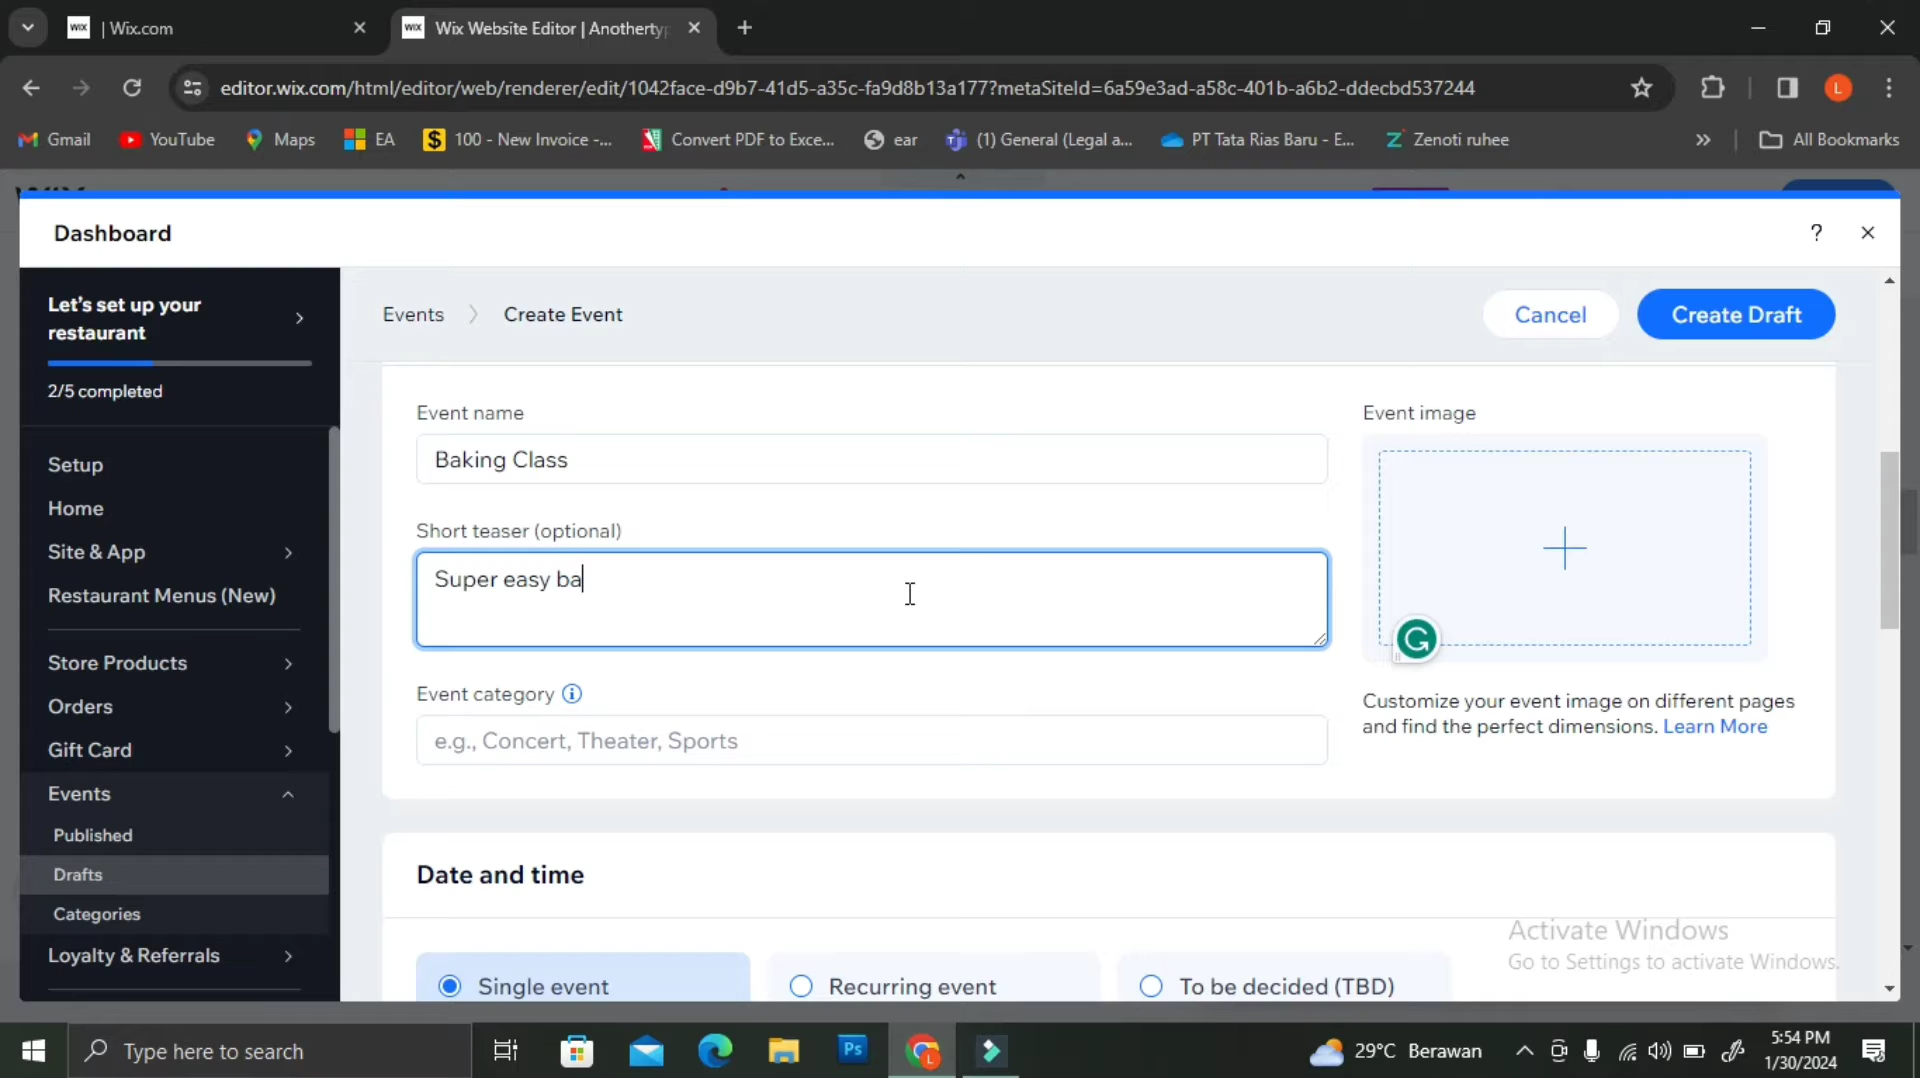 WIX | Wix.com
WIX Wix Website Editor | Anothertyp
editor.wix.com/html/editor/web/renderer/edit/1042face-d9b7-41d5-a35c-fa9d8b13a177?metaSiteId=6a59e3ad-a58c-401b-a6b2-ddecbd537244
L
Gmail
YouTube
Maps
EA
100 - New Invoice -...
Convert PDF to Exce...
ear
(1) General (Legal a...
PT Tata Rias Baru - E...
Zenoti ruhee
All Bookmarks
Dashboard
?
Let's set up your
restaurant
2/5 completed
Setup
Home
Site & App
Restaurant Menus (New)
Store Products
Orders
Gift Card
Events
Published
Drafts
Categories
Loyalty & Referrals
Events
Create Event
Cancel
Create Draft
Event name
Baking Class
Short teaser (optional)
Super easy ba
Event category
e.g., Concert, Theater, Sports
Event image
Customize your event image on different pages
and find the perfect dimensions. Learn More
Date and time
Single event
Recurring event
To be decided (TBD)
Activate Windows
Go to Settings to activate Windows.
Type here to search
Ps
L
29°C Berawan
5:54 PM
1/30/2024